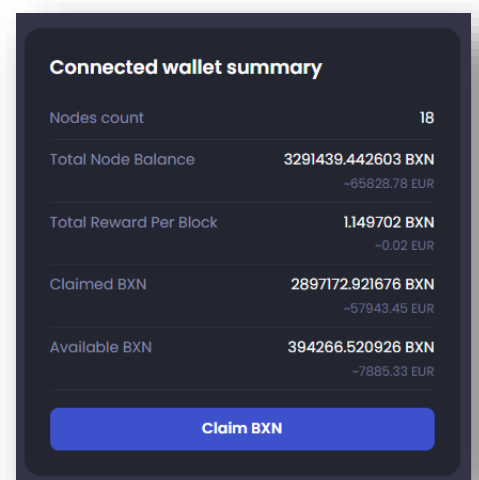 Connected wallet summary
Nodes count 18
Total Node Balance 3291439.442603 BXN
~65828.78 EUR
Total Reward Per Block 1.149702 BXN
~0.02 EUR
Claimed BXN 2897172.921676 BXN
~57943.45 EUR
Available BXN 394266.520926 BXN
~7885.33 EUR
Claim BXN